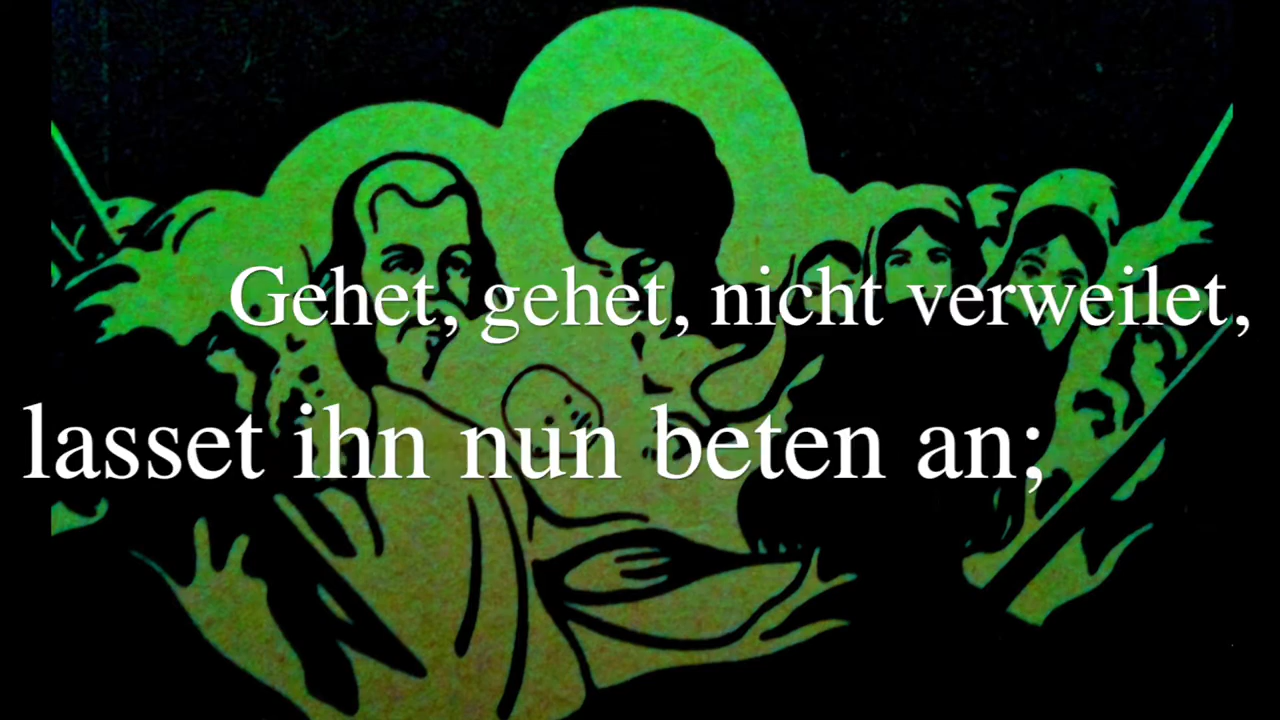 Gehet, gehet, nicht verweilet,
lasset ihn nun beten an;